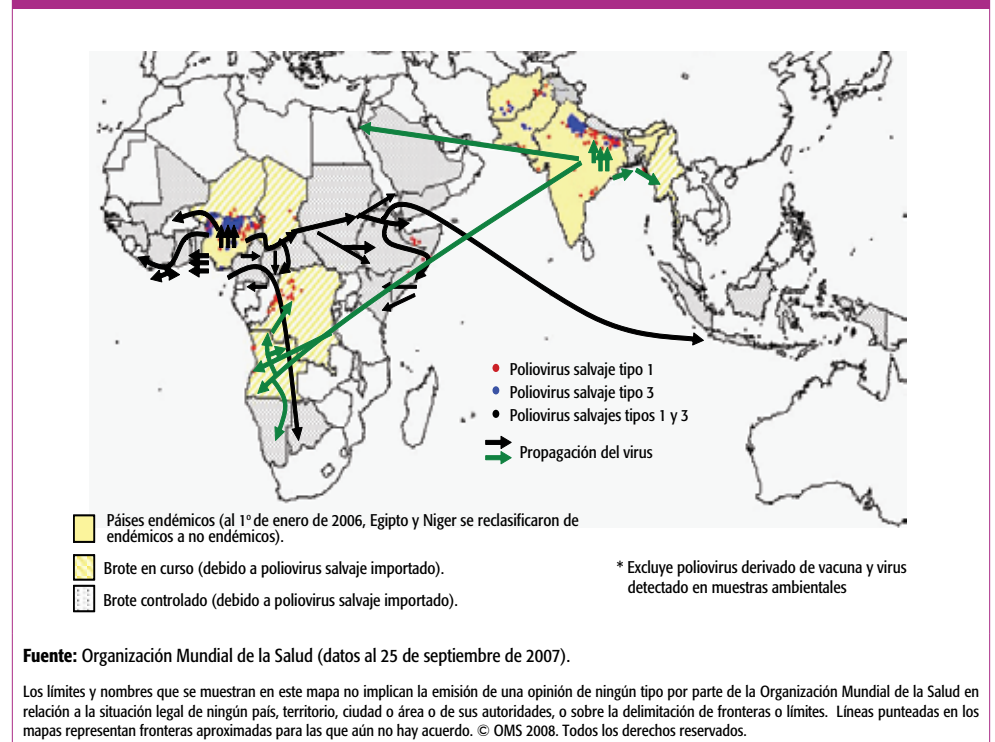 Poliovirus salvaje tipo 1
Poliovirus salvaje tipo 3
Poliovirus salvajes tipos 1 y 3
Propagación del virus
Páises endémicos (al 1º de enero de 2006, Egipto y Niger se reclasificaron de
endémicos a no endémicos).
Brote en curso (debido a poliovirus salvaje importado).
Brote controlado (debido a poliovirus salvaje importado).
* Excluye poliovirus derivado de vacuna y virus
detectado en muestras ambientales
Fuente: Organización Mundial de la Salud (datos al 25 de septiembre de 2007).
Los límites y nombres que se muestran en este mapa no implican la emisión de una opinión de ningún tipo por parte de la Organización Mundial de la Salud en
relación a la situación legal de ningún país, territorio, ciudad o área o de sus autoridades, o sobre la delimitación de fronteras o límites. Líneas punteadas en los
mapas representan fronteras aproximadas para las que aún no hay acuerdo. © OMS 2008. Todos los derechos reservados.